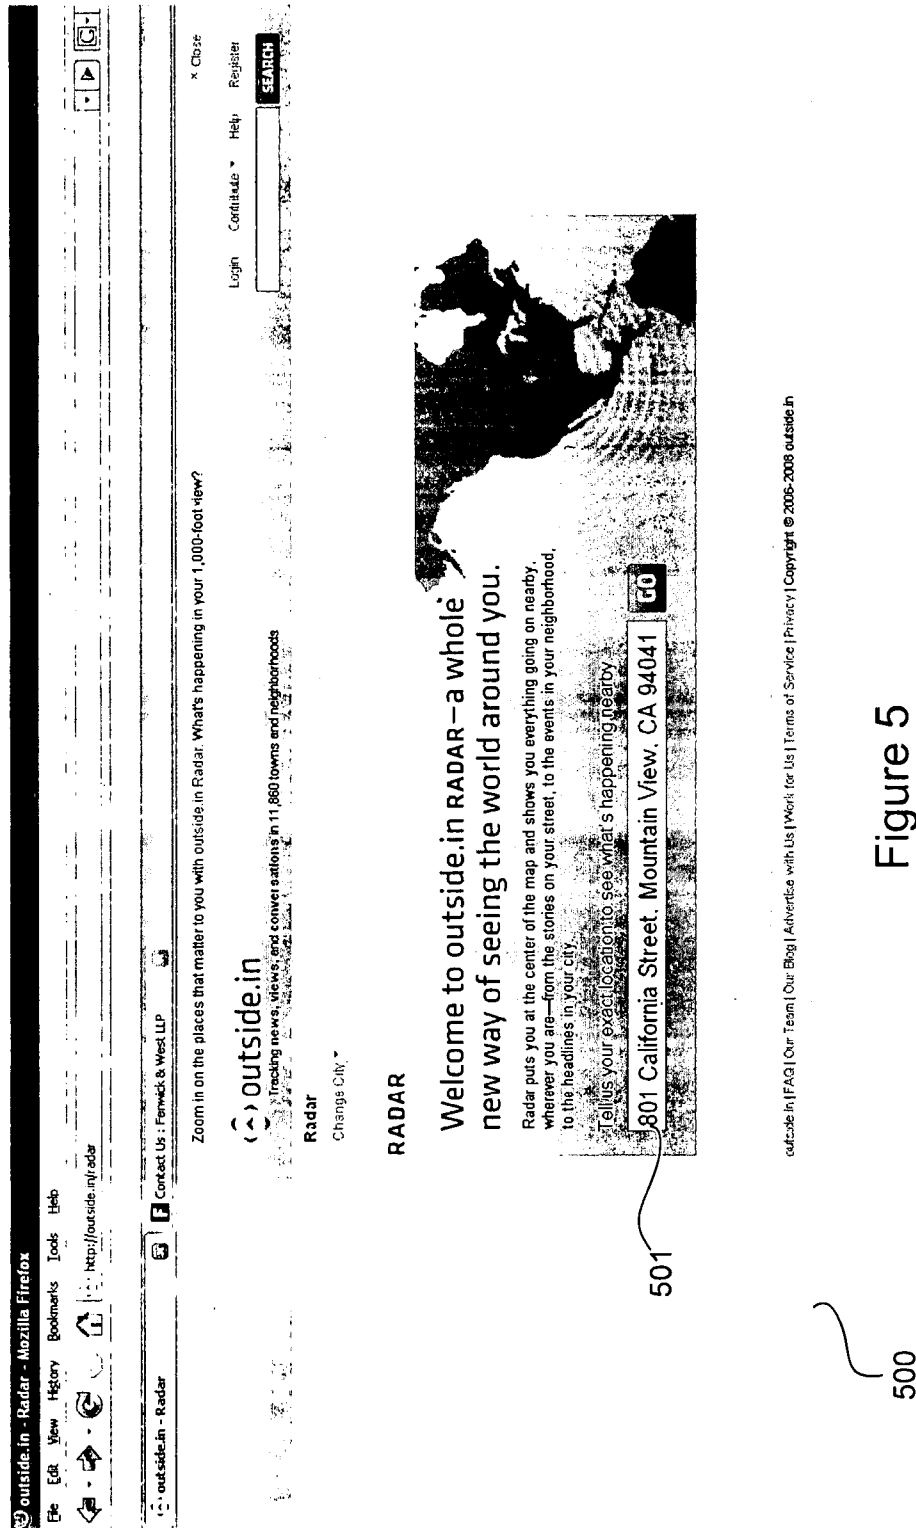 outside.in - Radar - Mozilla Firefox
File Edit View History Bookmarks Tools Help
http://outside.in/radar
outside.in - Radar
F Contact Us : Fenwick & West LLP
Zoom in on the places that matter to you with outside.in Radar. What's happening in your 1,000-foot view?
× Close
outside.in
Tracking news, views, and conversations in 11,860 towns and neighborhoods
Login Contribute Help Register
SEARCH
Radar
Change City
RADAR
Welcome to outside.in RADAR—a whole
new way of seeing the world around you.
Radar puts you at the center of the map and shows you everything going on nearby,
wherever you are—from the stories on your street, to the events in your neighborhood,
to the headlines in your city.
Tell us your exact location to see what's happening nearby
801 California Street, Mountain View, CA 94041
GO
501
outside.in | FAQ | Our Team | Our Blog | Advertise with Us | Work for Us | Terms of Service | Privacy | Copyright © 2006-2008 outside.in
500
Figure 5